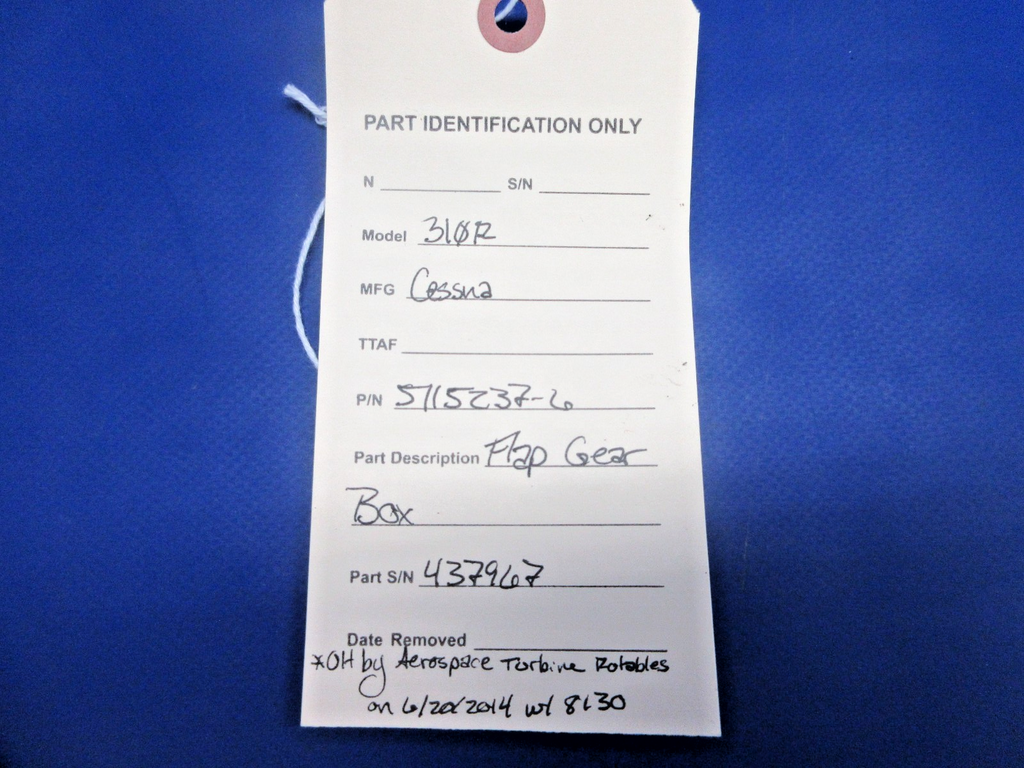 PART IDENTIFICATION ONLY
N S/N
Model 310R
MFG Cessna
TTAF
P/N 5715237-6
Part Description Flap Gear
Box
Part S/N 437967
Date Removed
*OH by Aerospace Turbine Rotables
on 6/20/2014 w/ 8130